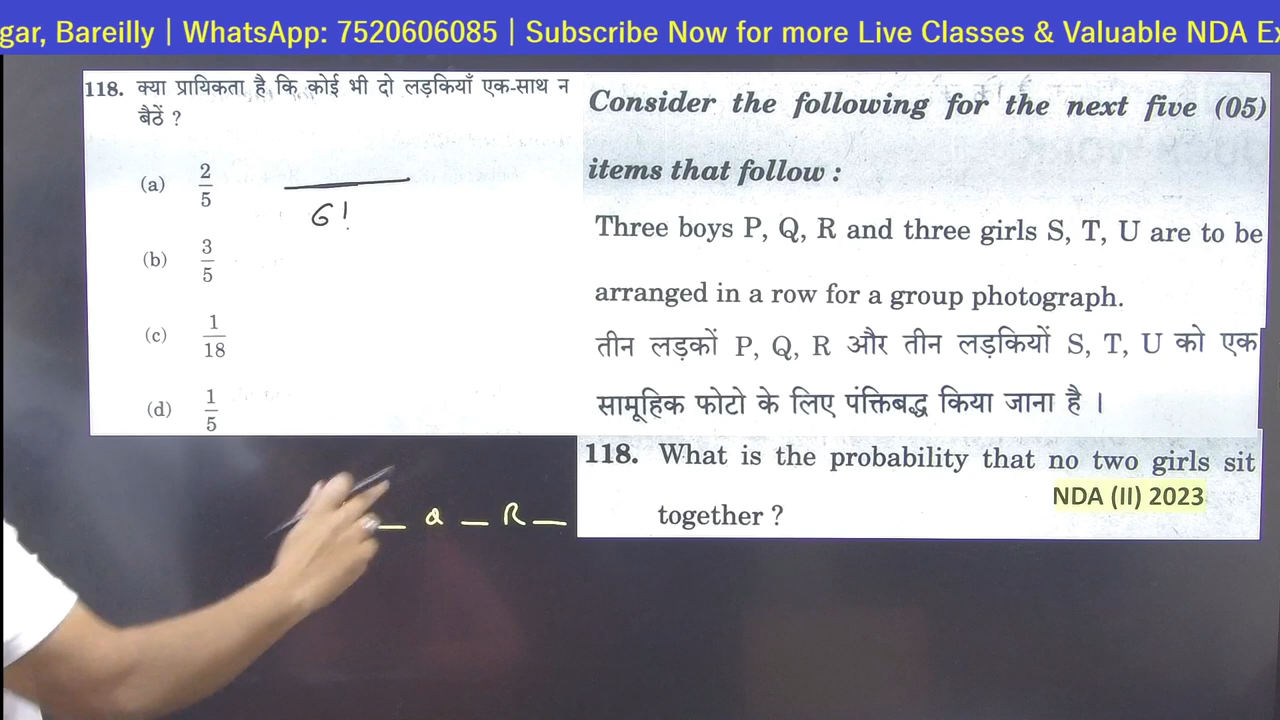 gar, Bareilly | WhatsApp: 7520606085 | Subscribe Now for more Live Classes & Valuable NDA Ex
118. क्या प्रायिकता है कि कोई भी दो लड़कियाँ एक-साथ न
बैठें ?
(a) 2/5
(b) 3/5
(c) 1/18
(d) 1/5
6!
Consider the following for the next five (05)
items that follow :
Three boys P, Q, R and three girls S, T, U are to be
arranged in a row for a group photograph.
तीन लड़कों P, Q, R और तीन लड़कियों S, T, U को एक
सामूहिक फोटो के लिए पंक्तिबद्ध किया जाना है ।
118. What is the probability that no two girls sit
NDA (II) 2023
together ?
_ Q _ R _